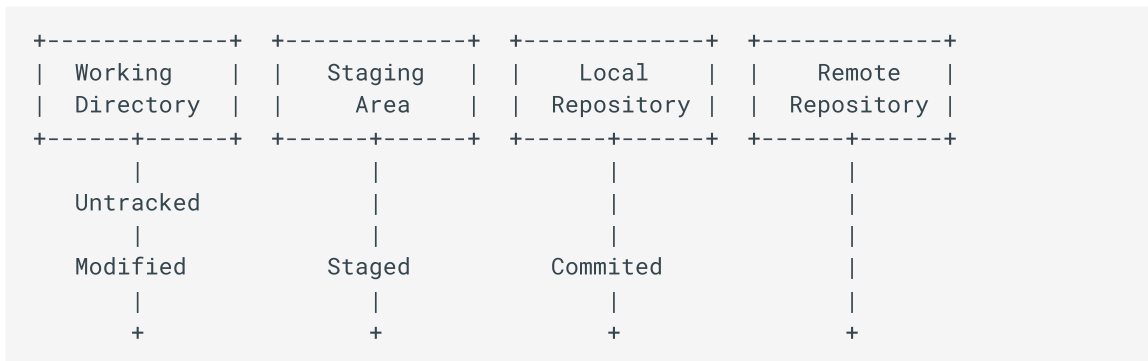 +-------------+  +-------------+  +-------------+  +-------------+
|  Working    |  |   Staging   |  |    Local    |  |    Remote   |
|  Directory  |  |     Area    |  |  Repository |  |  Repository |
+------+------+  +------+------+  +------+------+  +------+------+
       |                |                |                |
   Untracked            |                |                |
       |                |                |                |
   Modified          Staged          Commited             |
       |                |                |                |
       +                +                +                +